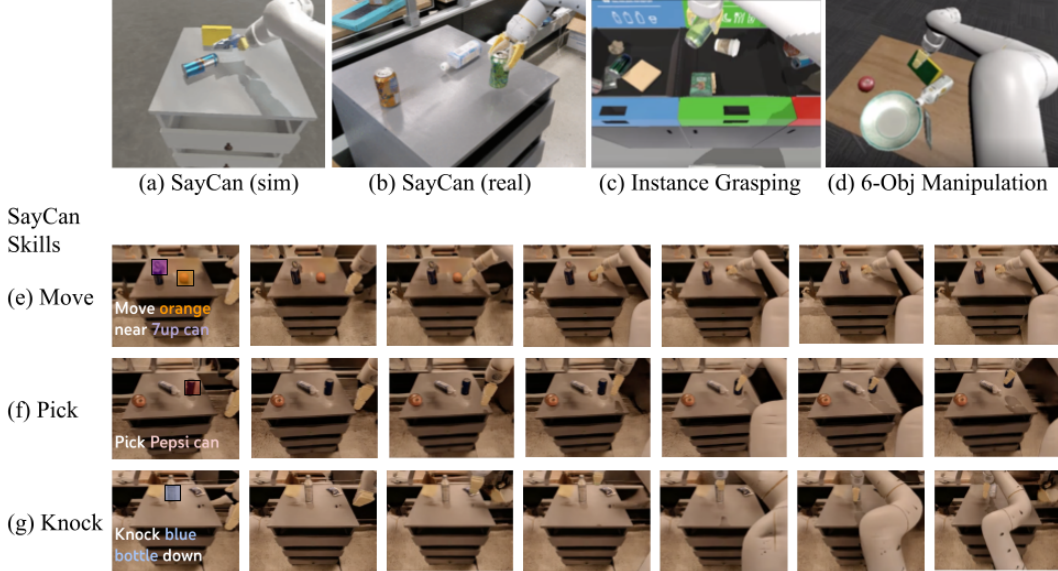 (a) SayCan (sim)
(b) SayCan (real)
(c) Instance Grasping
(d) 6-Obj Manipulation
SayCan
Skills
(e) Move
Move orange
near 7up can
(f) Pick
Pick Pepsi can
(g) Knock
Knock blue
bottle down